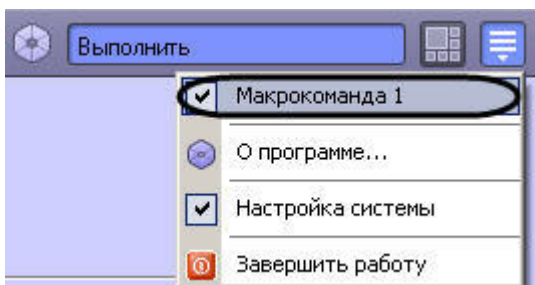 Выполнить
Макрокоманда 1
О программе...
Настройка системы
Завершить работу